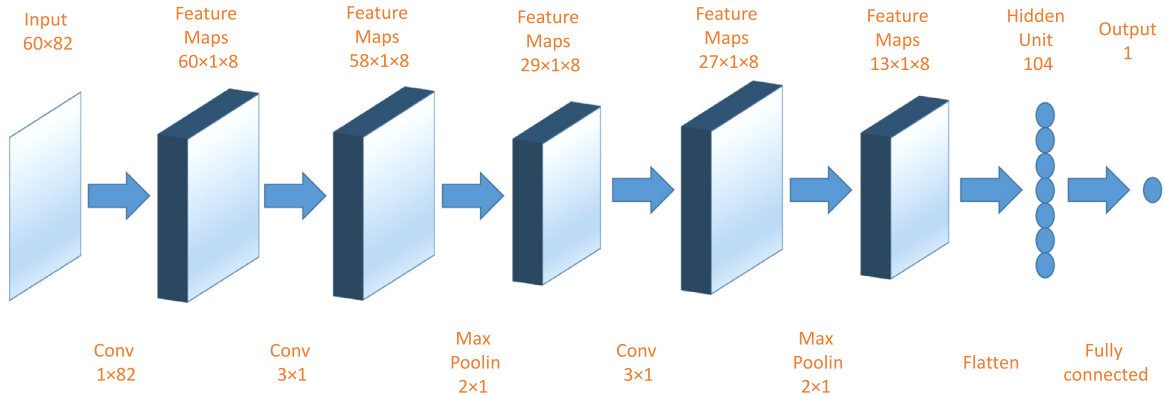 Input
60×82
Feature
Maps
60×1×8
Feature
Maps
58×1×8
Feature
Maps
29×1×8
Feature
Maps
27×1×8
Feature
Maps
13×1×8
Hidden
Unit
104
Output
1
Conv
1×82
Conv
3×1
Max
Poolin
2×1
Conv
3×1
Max
Poolin
2×1
Flatten
Fully
connected